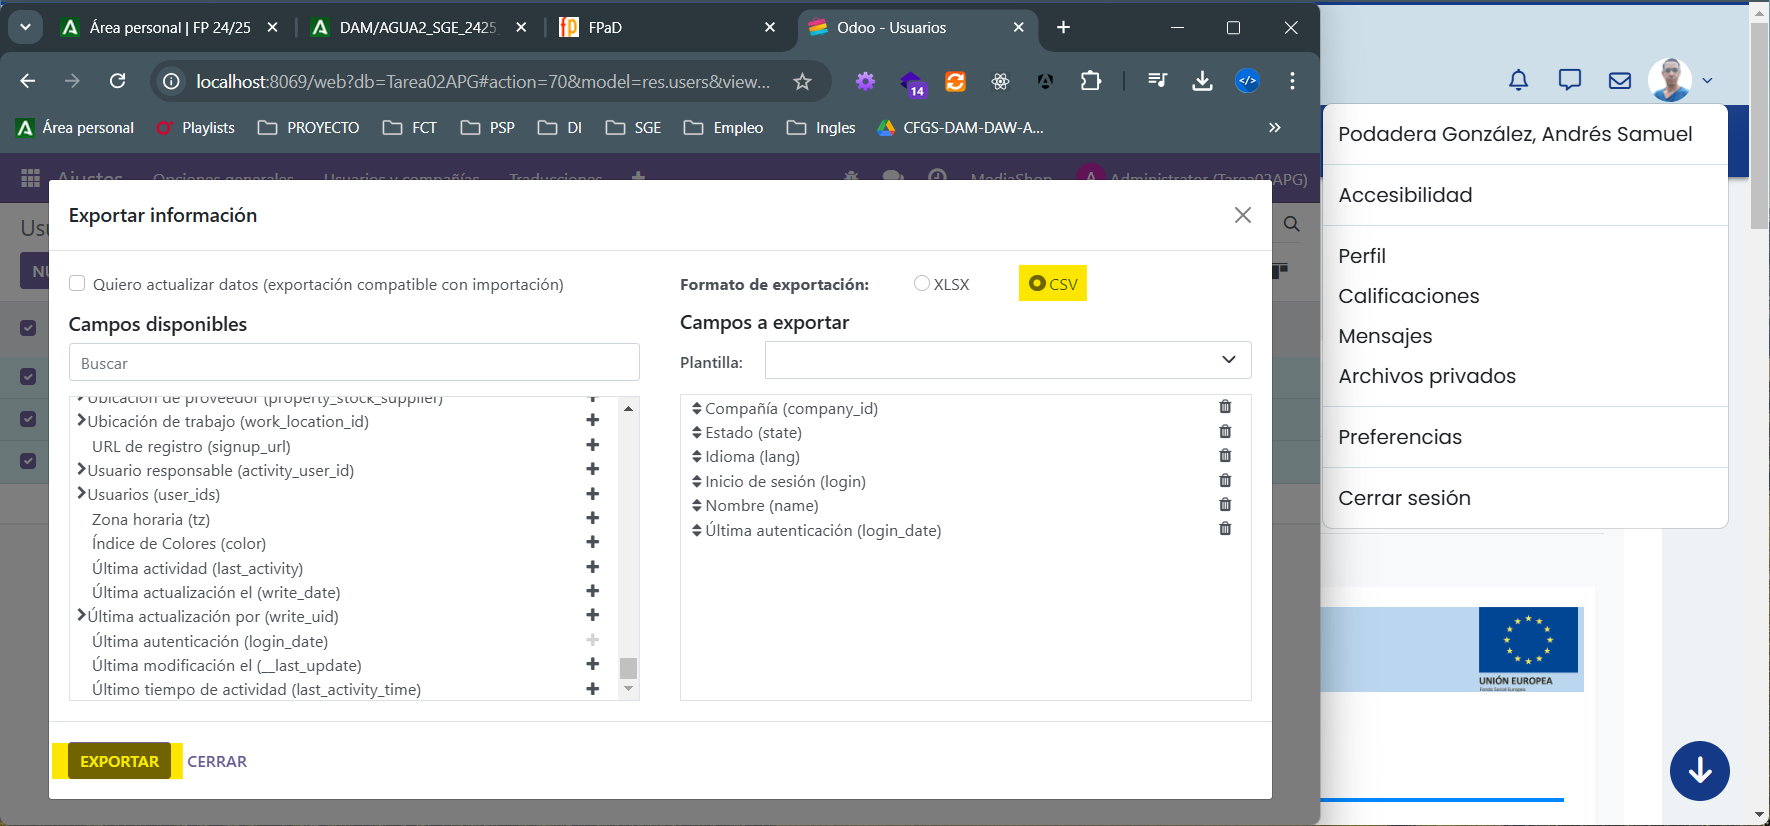 Área personal | FP 24/25
DAM/AGUA2_SGE_2425
FPaD
Odoo - Usuarios
localhost:8069/web?db=Tarea02APG#action=70&model=res.users&view...
14
Área personal
Playlists
PROYECTO
FCT
PSP
DI
SGE
Empleo
Ingles
CFGS-DAM-DAW-A...
»
Ajustes
Opciones generales
Usuarios y compañías
Traducciones
MediaShop
A
Administrator (Tarea02APG)
Usu
NU
Exportar información
Quiero actualizar datos (exportación compatible con importación)
Formato de exportación:
XLSX
CSV
Campos disponibles
Campos a exportar
Buscar
Plantilla:
Ubicación de proveedor (property_stock_supplier)
Ubicación de trabajo (work_location_id)
URL de registro (signup_url)
Usuario responsable (activity_user_id)
Usuarios (user_ids)
Zona horaria (tz)
Índice de Colores (color)
Última actividad (last_activity)
Última actualización el (write_date)
Última actualización por (write_uid)
Última autenticación (login_date)
Última modificación el (__last_update)
Último tiempo de actividad (last_activity_time)
Compañía (company_id)
Estado (state)
Idioma (lang)
Inicio de sesión (login)
Nombre (name)
Última autenticación (login_date)
EXPORTAR
CERRAR
Podadera González, Andrés Samuel
Accesibilidad
Perfil
Calificaciones
Mensajes
Archivos privados
Preferencias
Cerrar sesión
UNIÓN EUROPEA
Fondo Social Europeo